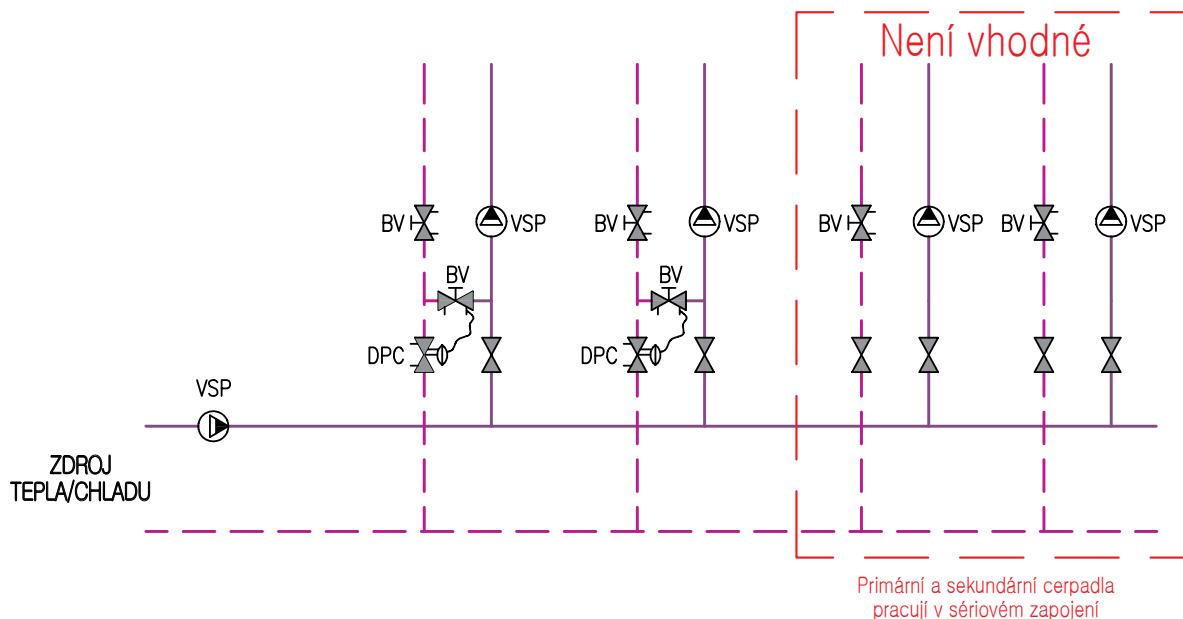 Není vhodné
BV
VSP
BV
VSP
BV
VSP
BV
VSP
BV
BV
DPC
DPC
VSP
ZDROJ
TEPLA/CHLADU
Primární a sekundární cerpadla
pracují v sériovém zapojení